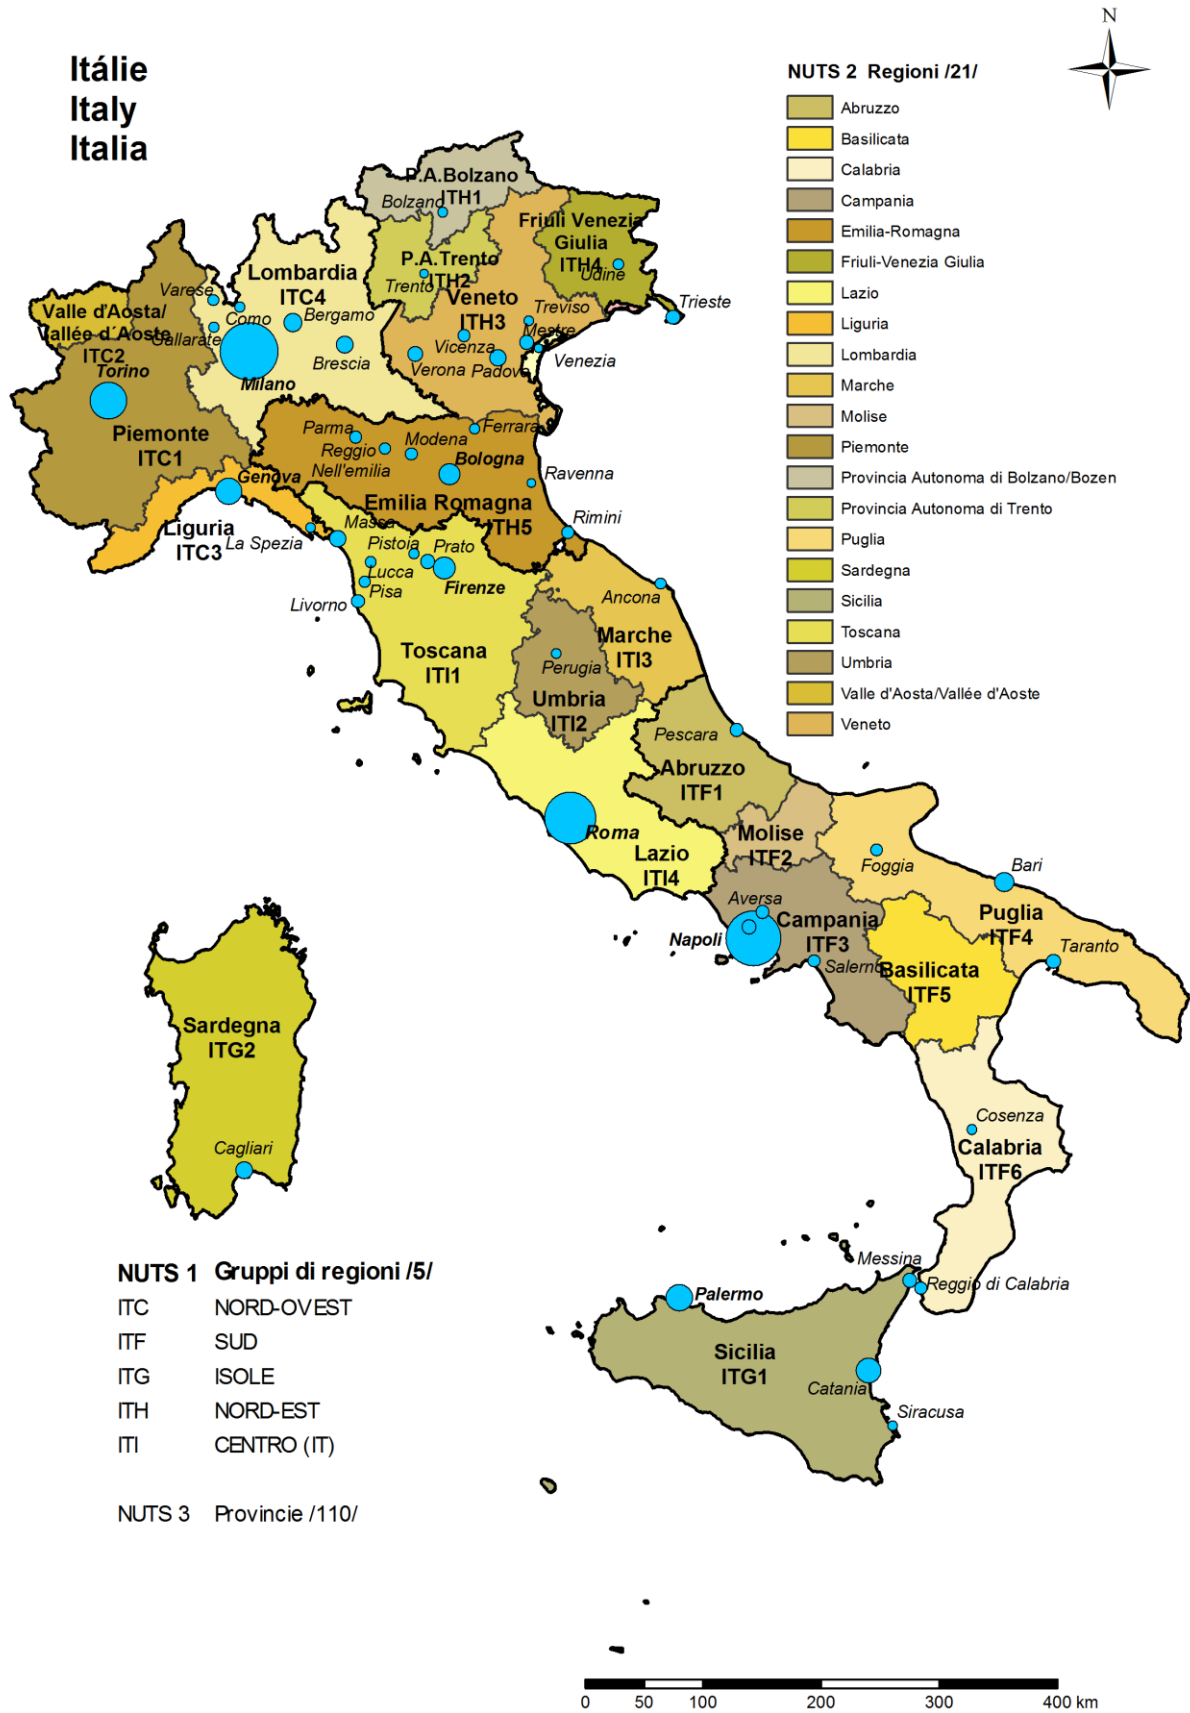 N
Itálie
Italy
Italia
NUTS 2 Regioni /21/
Abruzzo
Basilicata
Calabria
Campania
Emilia-Romagna
Friuli-Venezia Giulia
Lazio
Liguria
Lombardia
Marche
Molise
Piemonte
Provincia Autonoma di Bolzano/Bozen
Provincia Autonoma di Trento
Puglia
Sardegna
Sicilia
Toscana
Umbria
Valle d'Aosta/Vallée d'Aoste
Veneto
P.A.Bolzano
ITH1
Bolzano
Friuli Venezia
Giulia
ITH4
Udine
P.A.Trento
ITH2
Trento
Lombardia
ITC4
Varese
Como
Bergamo
Gallarate
Brescia
Milano
Veneto
ITH3
Treviso
Mestre
Vicenza
Verona
Padova
Venezia
Trieste
Valle d'Aosta/
Vallée d´Aoste
ITC2
Torino
Piemonte
ITC1
Parma
Reggio
Nell'emilia
Modena
Ferrara
Bologna
Ravenna
Emilia Romagna
ITH5
Rimini
Genova
Liguria
ITC3
La Spezia
Massa
Pistoia
Prato
Lucca
Pisa
Firenze
Livorno
Toscana
ITI1
Ancona
Marche
ITI3
Perugia
Umbria
ITI2
Pescara
Abruzzo
ITF1
Roma
Lazio
ITI4
Molise
ITF2
Foggia
Bari
Aversa
Campania
ITF3
Napoli
Salerno
Puglia
ITF4
Taranto
Basilicata
ITF5
Sardegna
ITG2
Cagliari
Cosenza
Calabria
ITF6
Messina
Reggio di Calabria
Palermo
Sicilia
ITG1
Catania
Siracusa
NUTS 1 Gruppi di regioni /5/
ITC NORD-OVEST
ITF SUD
ITG ISOLE
ITH NORD-EST
ITI CENTRO (IT)
NUTS 3 Provincie /110/
0 50 100 200 300 400 km